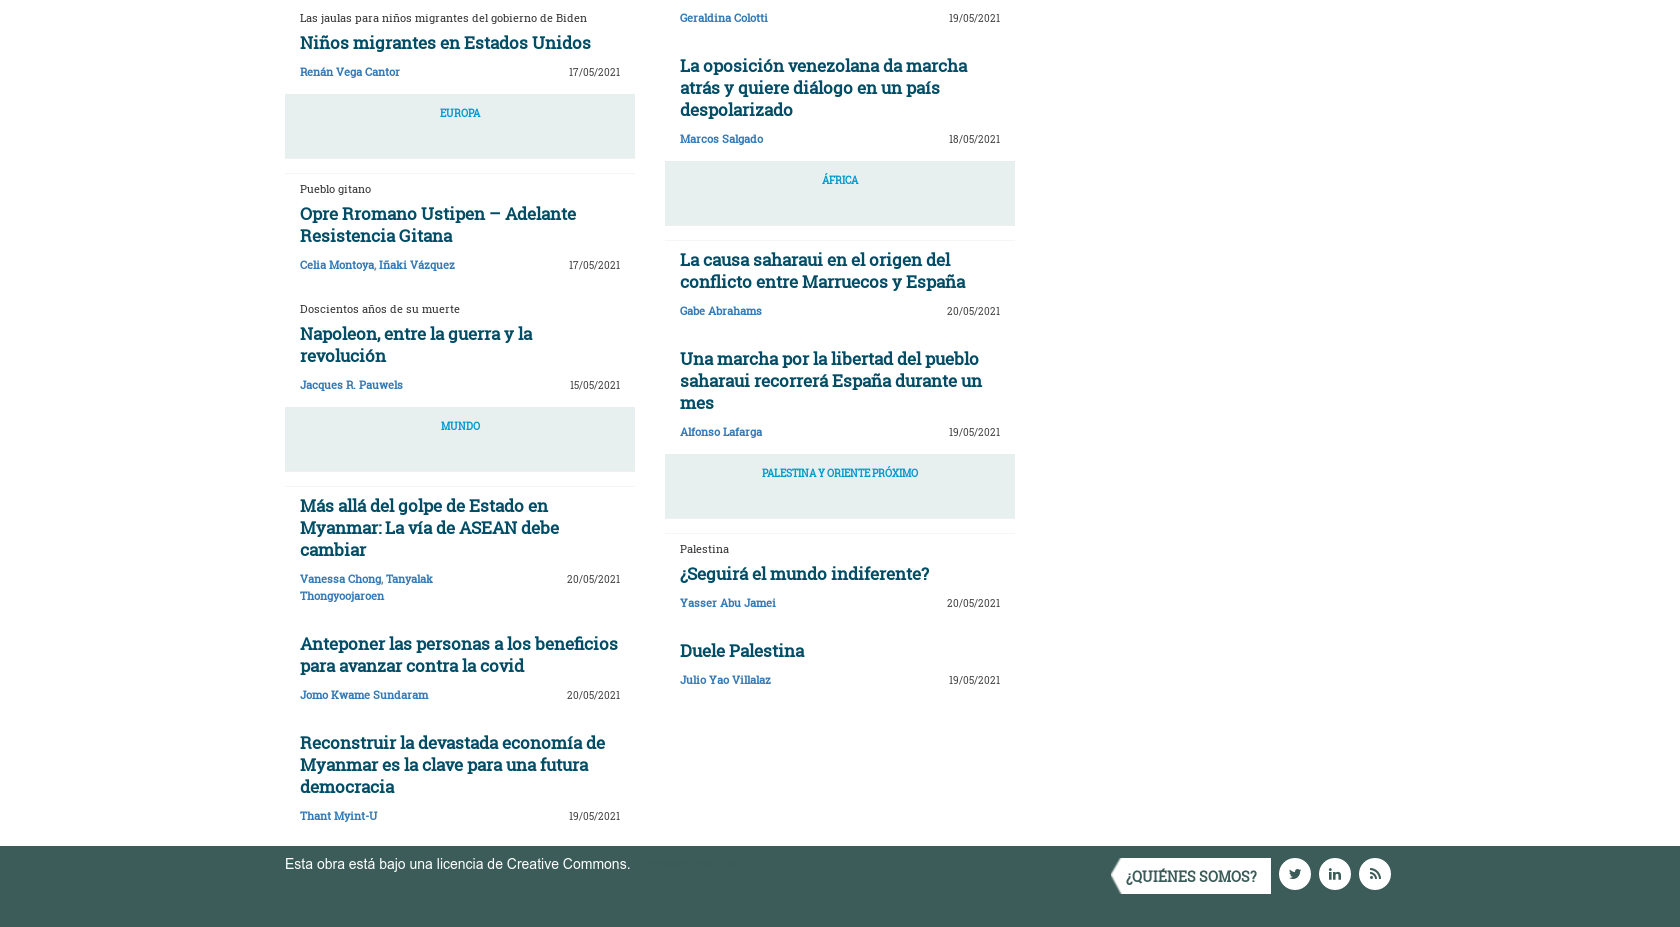 Las jaulas para niños migrantes del gobierno de Biden
Niños migrantes en Estados Unidos
Renán Vega Cantor 17/05/2021
EUROPA
Pueblo gitano
Opre Rromano Ustipen – Adelante
Resistencia Gitana
Celia Montoya, Iñaki Vázquez 17/05/2021
Doscientos años de su muerte
Napoleon, entre la guerra y la
revolución
Jacques R. Pauwels 15/05/2021
MUNDO
Más allá del golpe de Estado en
Myanmar: La vía de ASEAN debe
cambiar
Vanessa Chong, Tanyalak 20/05/2021
Thongyoojaroen
Anteponer las personas a los beneficios
para avanzar contra la covid
Jomo Kwame Sundaram 20/05/2021
Reconstruir la devastada economía de
Myanmar es la clave para una futura
democracia
Thant Myint-U 19/05/2021
Geraldina Colotti 19/05/2021
La oposición venezolana da marcha
atrás y quiere diálogo en un país
despolarizado
Marcos Salgado 18/05/2021
ÁFRICA
La causa saharaui en el origen del
conflicto entre Marruecos y España
Gabe Abrahams 20/05/2021
Una marcha por la libertad del pueblo
saharaui recorrerá España durante un
mes
Alfonso Lafarga 19/05/2021
PALESTINA Y ORIENTE PRÓXIMO
Palestina
¿Seguirá el mundo indiferente?
Yasser Abu Jamei 20/05/2021
Duele Palestina
Julio Yao Villalaz 19/05/2021
Esta obra está bajo una licencia de Creative Commons.
¿QUIÉNES SOMOS?